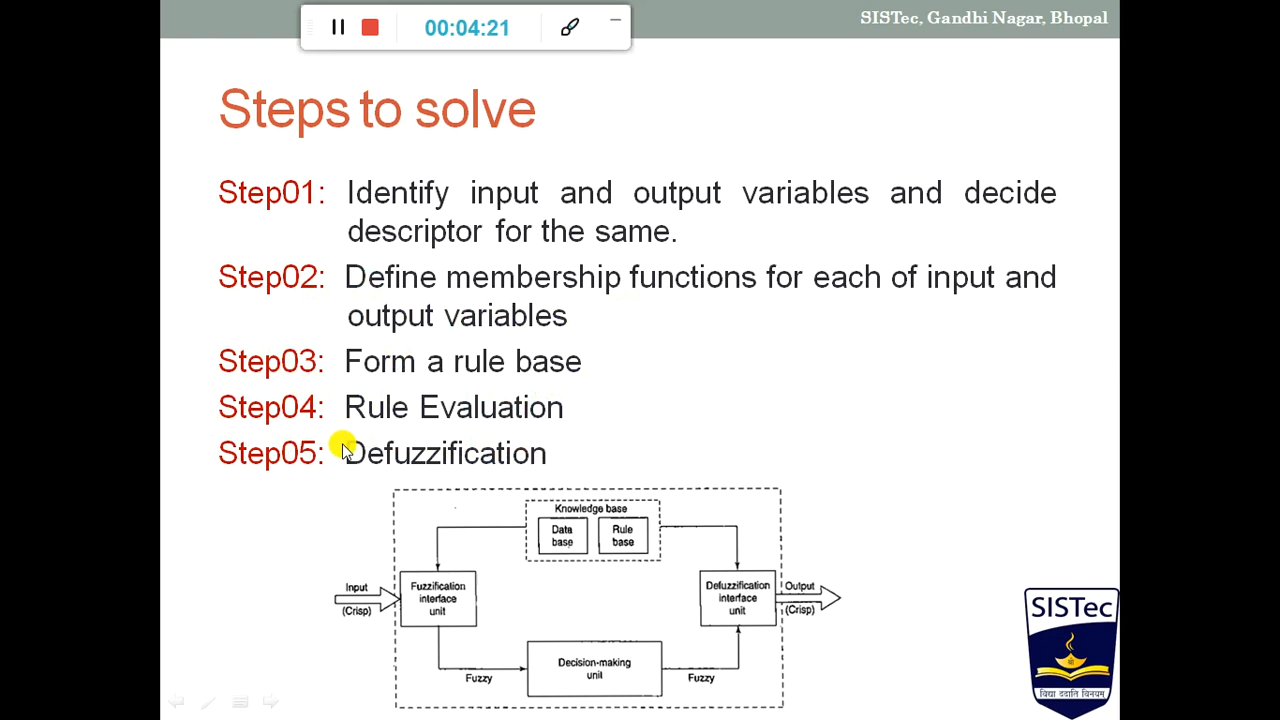 SISTec, Gandhi Nagar, Bhopal
00:04:21
Steps to solve
Step01: Identify input and output variables and decide
descriptor for the same.
Step02: Define membership functions for each of input and
output variables
Step03: Form a rule base
Step04: Rule Evaluation
Step05: Defuzzification
Knowledge base
Data
base
Rule
base
Input
(Crisp)
Fuzzification
interface
unit
Defuzzification
interface
unit
Output
(Crisp)
Decision-making
unit
Fuzzy
Fuzzy
SISTec
विद्या ददाति विनयम्